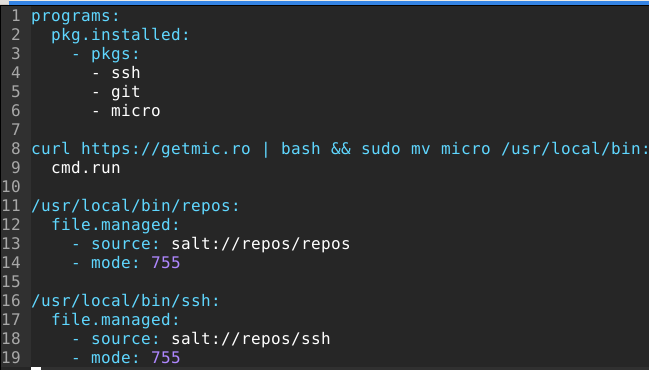 1 programs:
2   pkg.installed:
3     - pkgs:
4       - ssh
5       - git
6       - micro
7
8 curl https://getmic.ro | bash && sudo mv micro /usr/local/bin:
9   cmd.run
10
11 /usr/local/bin/repos:
12   file.managed:
13     - source: salt://repos/repos
14     - mode: 755
15
16 /usr/local/bin/ssh:
17   file.managed:
18     - source: salt://repos/ssh
19     - mode: 755